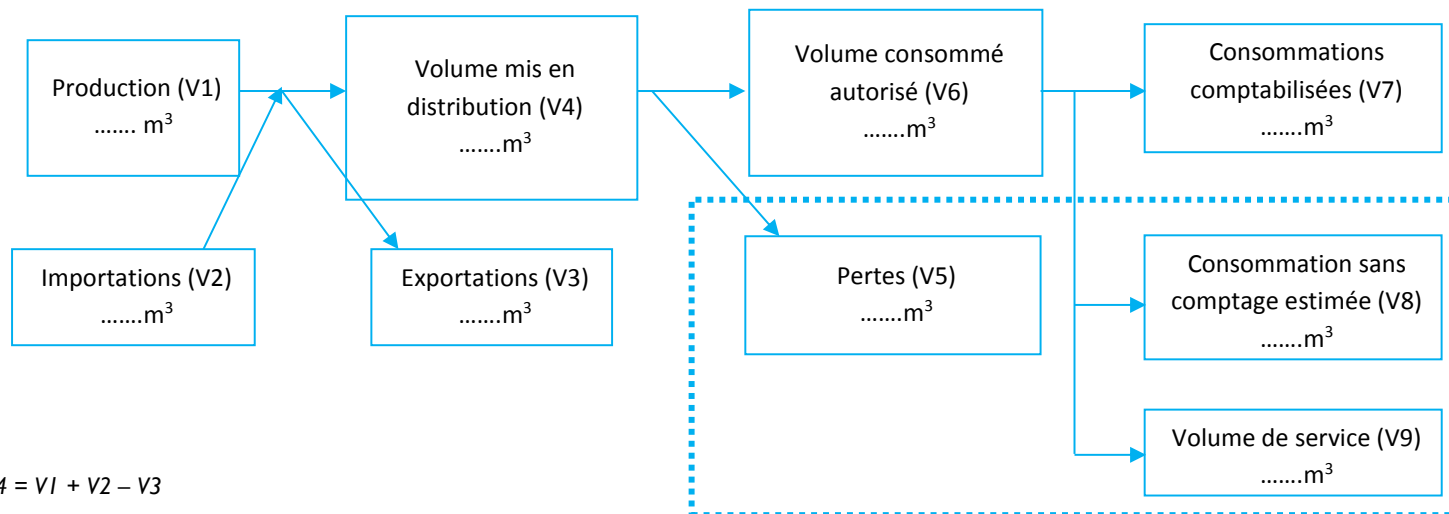 Production (V1)
....... m³
Volume mis en
distribution (V4)
.......m³
Volume consommé
autorisé (V6)
.......m³
Consommations
comptabilisées (V7)
.......m³
Importations (V2)
.......m³
Exportations (V3)
.......m³
Pertes (V5)
.......m³
Consommation sans
comptage estimée (V8)
.......m³
Volume de service (V9)
.......m³
4 = V1 + V2 – V3